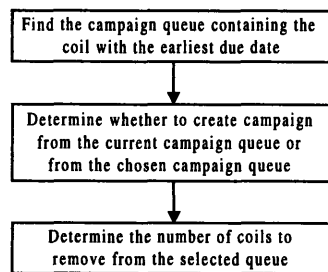 Find the campaign queue containing the
coil with the earliest due date
Determine whether to create campaign
from the current campaign queue or
from the chosen campaign queue
Determine the number of coils to
remove from the selected queue